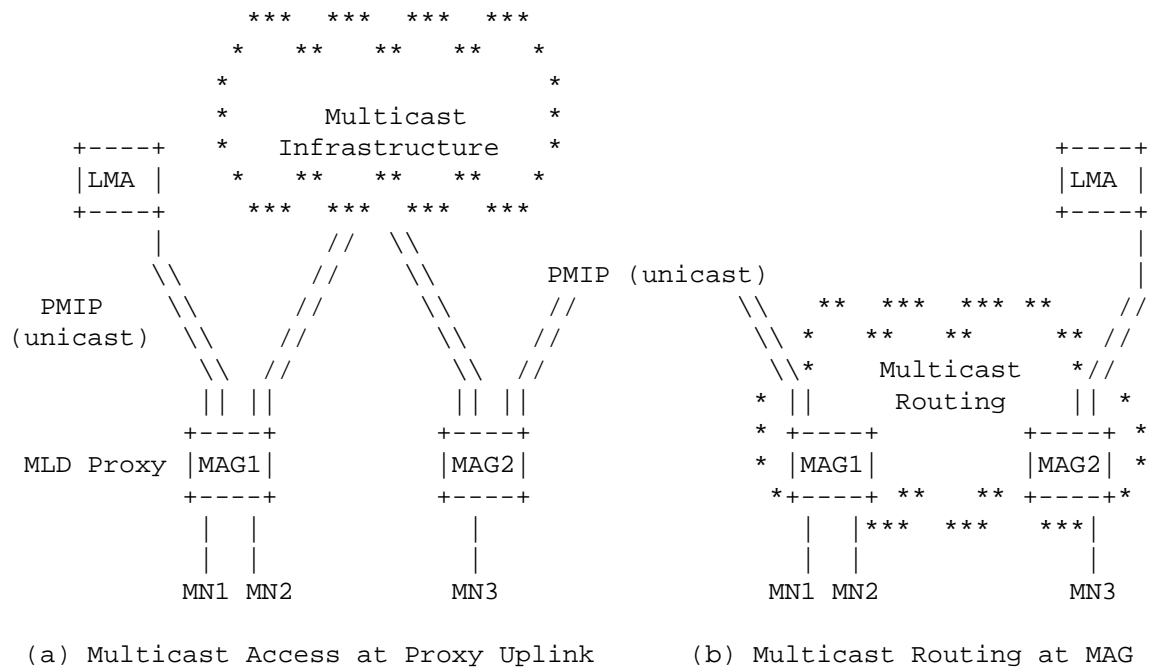 Multicast
Infrastructure
LMA
LMA
PMIP (unicast)
PMIP
(unicast)
Multicast
Routing
MLD Proxy MAG1 MAG2 MAG1 MAG2
MN1 MN2 MN3 MN1 MN2 MN3
(a) Multicast Access at Proxy Uplink (b) Multicast Routing at MAG